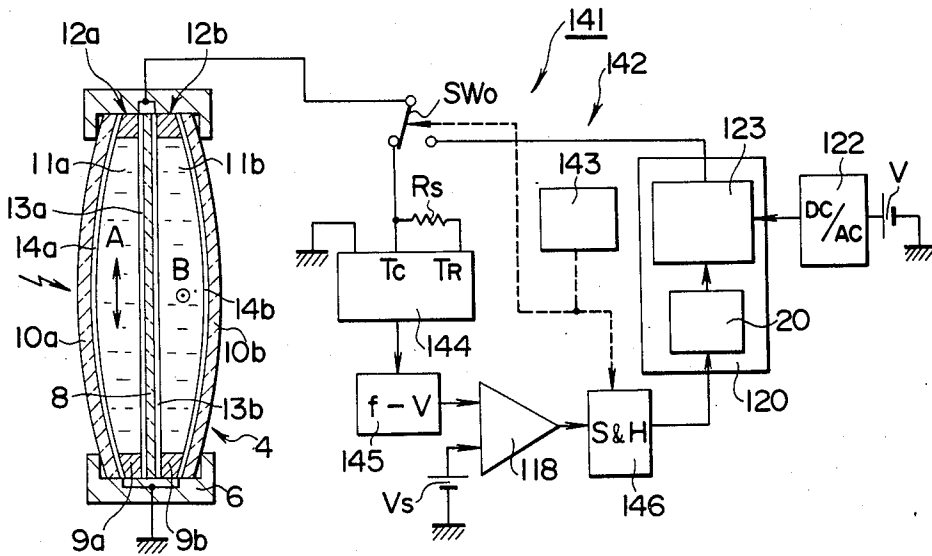 12a 12b
141
142
SWo
11a 11b
143
123
122
V
13a
Rs
DC/AC
A
14a
B
TC TR
14b
20
10a
10b
144
8
13b
f-V
120
4
S&H
145
118
Vs
146
6
9a 9b